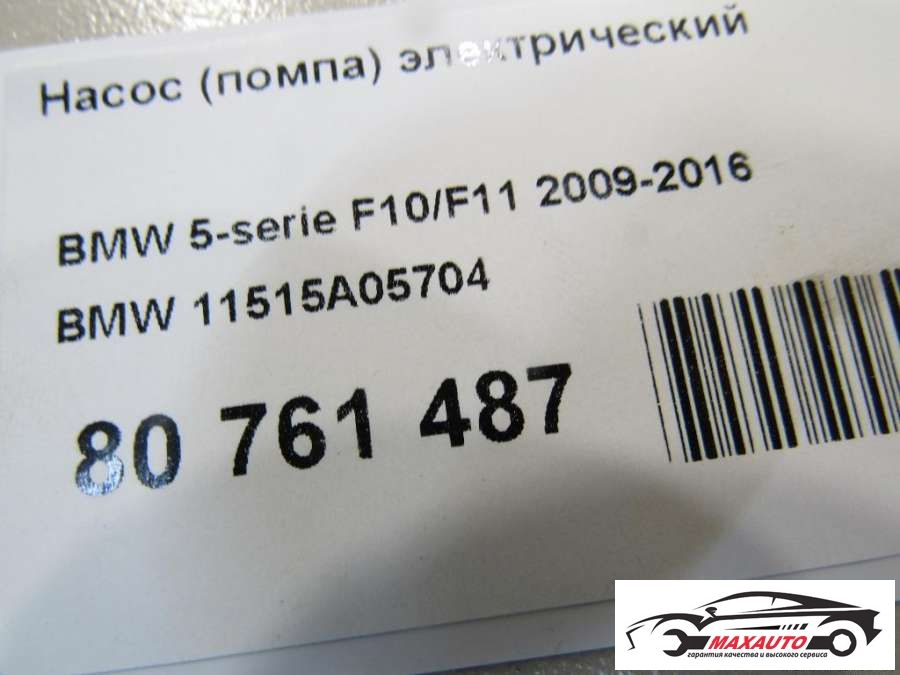 Насос (помпа) электрический
BMW 5-serie F10/F11 2009-2016
BMW 11515A05704
80 761 487
MAXAUTO
гарантия качества и высокого сервиса